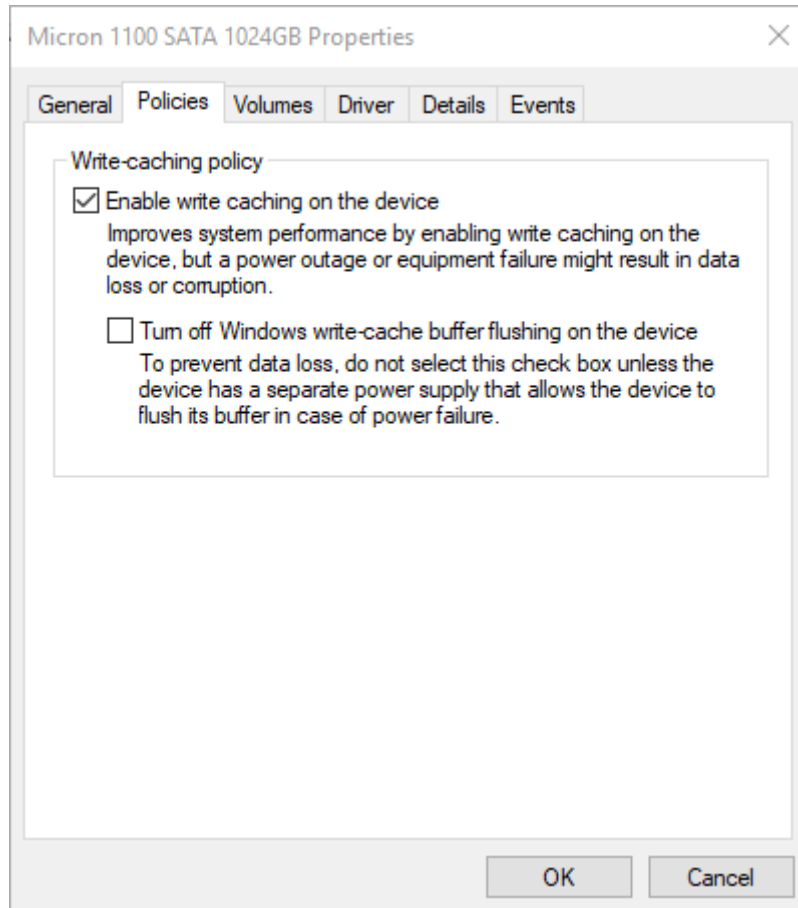 Micron 1100 SATA 1024GB Properties
General Policies Volumes Driver Details Events
Write-caching policy
Enable write caching on the device
Improves system performance by enabling write caching on the
device, but a power outage or equipment failure might result in data
loss or corruption.
Turn off Windows write-cache buffer flushing on the device
To prevent data loss, do not select this check box unless the
device has a separate power supply that allows the device to
flush its buffer in case of power failure.
OK Cancel